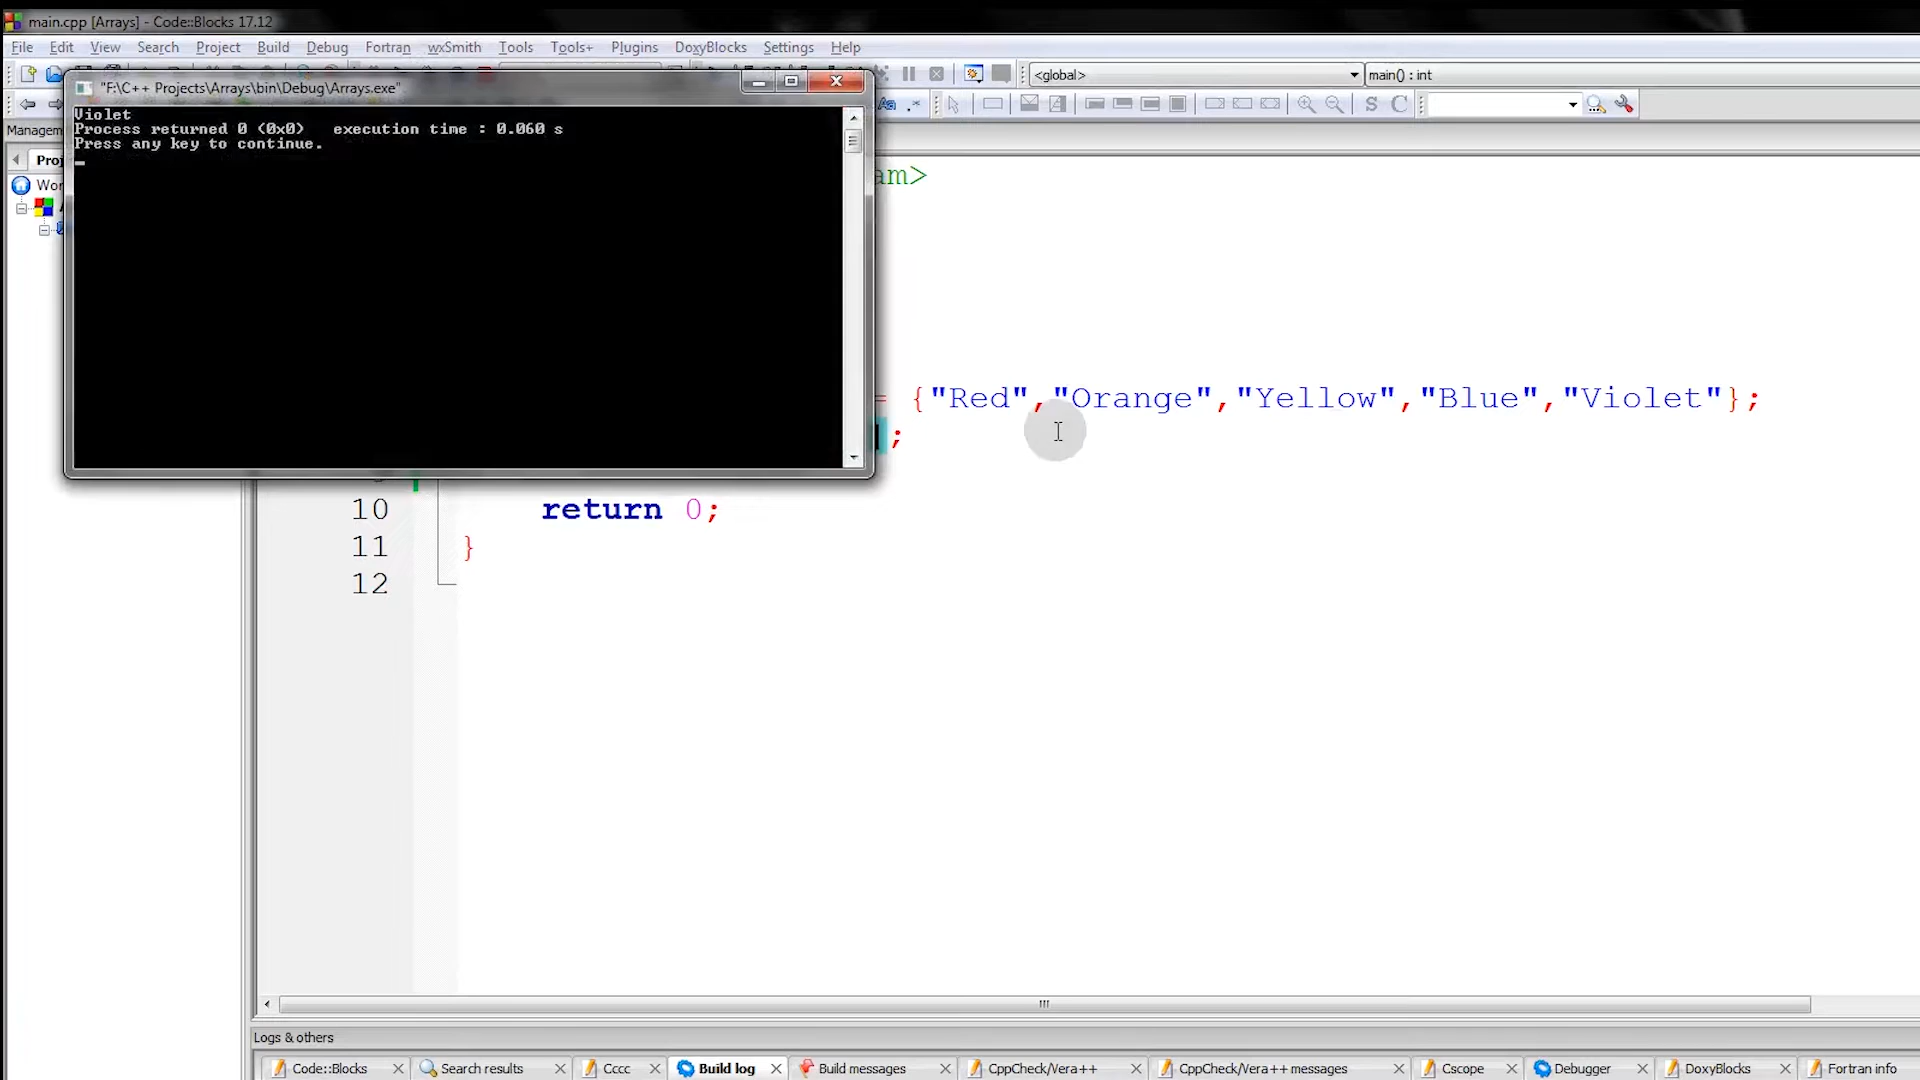 main.cpp [Arrays] - Code::Blocks 17.12
File Edit View Search Project Build Debug Fortran wxSmith Tools Tools+ Plugins DoxyBlocks Settings Help
<global> main() : int
"F:\C++ Projects\Arrays\bin\Debug\Arrays.exe"
Aa .* S C
Violet
Process returned 0 (0x0)   execution time : 0.060 s
Press any key to continue.
Managem
Proj
Wor
am>
= {"Red","Orange","Yellow","Blue","Violet"};
];
10 return 0;
11 }
12
Logs & others
Code::Blocks Search results Cccc Build log Build messages CppCheck/Vera++ CppCheck/Vera++ messages Cscope Debugger DoxyBlocks Fortran info